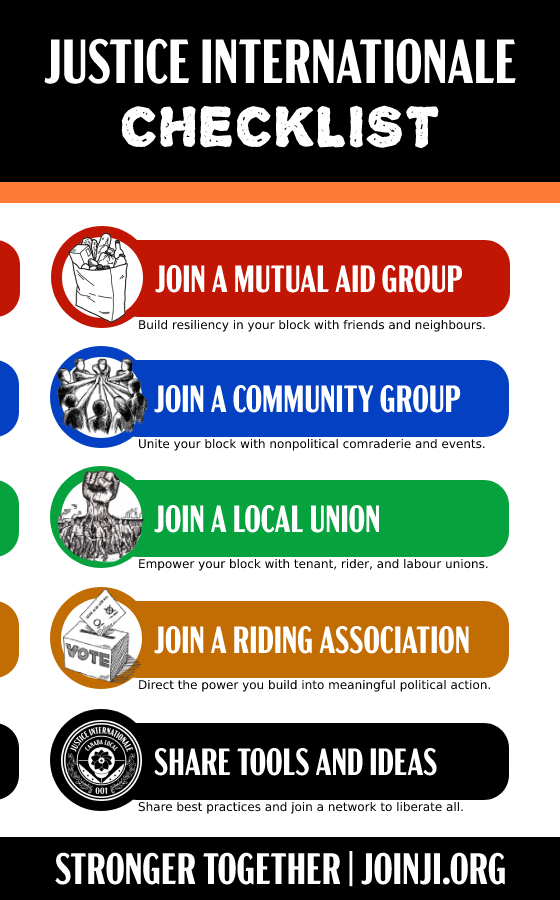 JUSTICE INTERNATIONALE
CHECKLIST
JOIN A MUTUAL AID GROUP
Build resiliency in your block with friends and neighbours.
JOIN A COMMUNITY GROUP
Unite your block with nonpolitical comraderie and events.
JOIN A LOCAL UNION
Empower your block with tenant, rider, and labour unions.
VOTE
JOIN A RIDING ASSOCIATION
Direct the power you build into meaningful political action.
JUSTICE INTERNATIONALE
CANADA LOCAL
001
SHARE TOOLS AND IDEAS
Share best practices and join a network to liberate all.
STRONGER TOGETHER | JOINJI.ORG